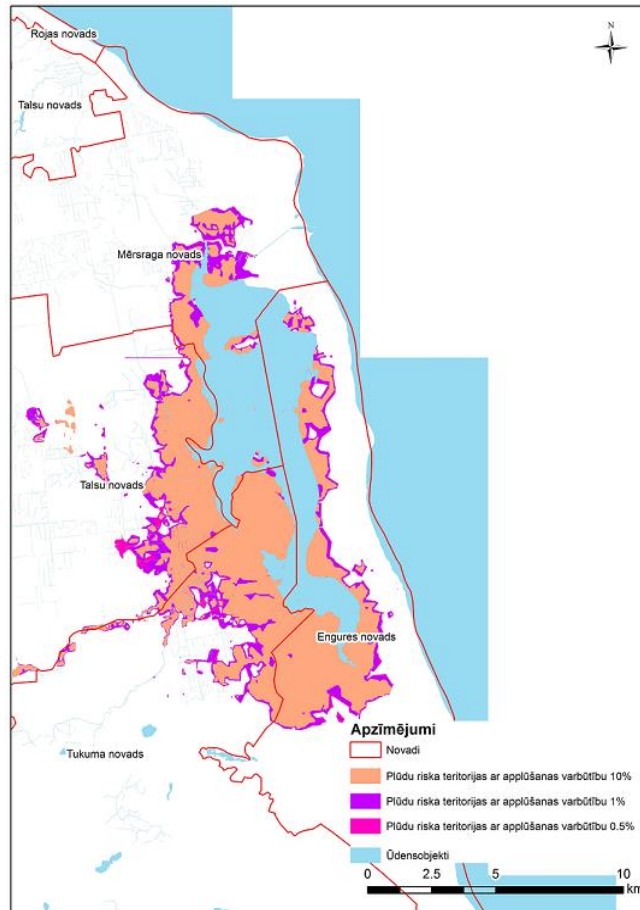 Rojas novads
Talsu novads
Mērsraga novads
Talsu novads
Engures novads
Tukuma novads
Apzīmējumi
Novadi
Plūdu riska teritorijas ar applūšanas varbūtību 10%
Plūdu riska teritorijas ar applūšanas varbūtību 1%
Plūdu riska teritorijas ar applūšanas varbūtību 0.5%
Ūdensobjekti
0 2.5 5 10
km